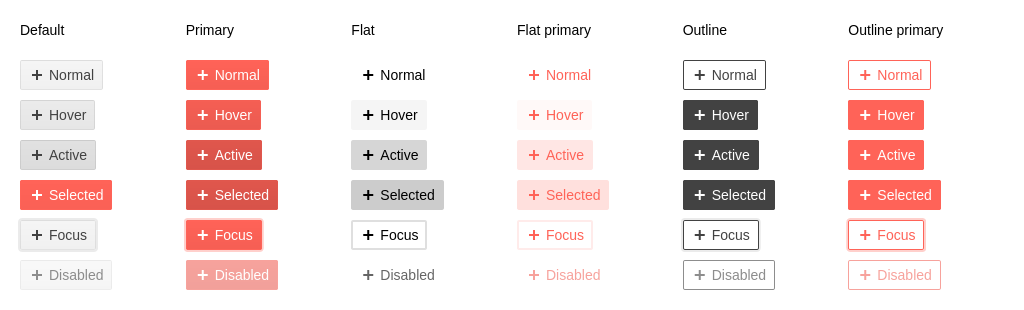 Default Primary Flat Flat primary Outline Outline primary
+ Normal + Normal + Normal + Normal + Normal + Normal
+ Hover + Hover + Hover + Hover + Hover + Hover
+ Active + Active + Active + Active + Active + Active
+ Selected + Selected + Selected + Selected + Selected + Selected
+ Focus + Focus + Focus + Focus + Focus + Focus
+ Disabled + Disabled + Disabled + Disabled + Disabled + Disabled